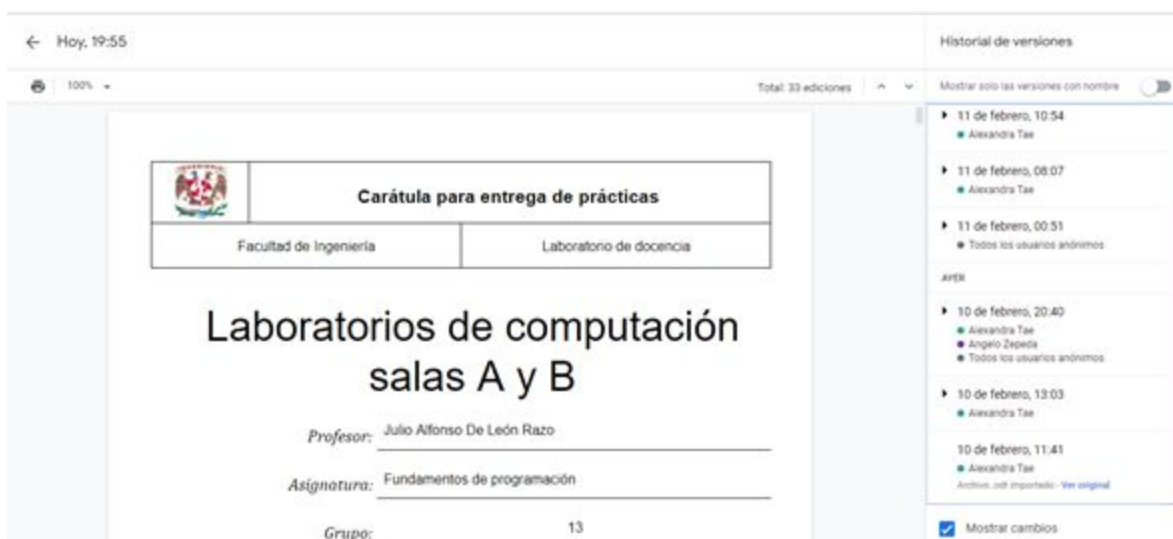 Hoy, 19:55
Historial de versiones
100%
Total: 33 ediciones
Mostrar solo las versiones con nombre
Carátula para entrega de prácticas
Facultad de Ingeniería
Laboratorio de docencia
Laboratorios de computación
salas A y B
Profesor: Julio Alfonso De León Razo
Asignatura: Fundamentos de programación
Grupo: 13
11 de febrero, 10:54
Alexandra Tae
11 de febrero, 08:07
Alexandra Tae
11 de febrero, 00:51
Todos los usuarios anónimos
AYER
10 de febrero, 20:40
Alexandra Tae
Angelo Zepeda
Todos los usuarios anónimos
10 de febrero, 13:03
Alexandra Tae
10 de febrero, 11:41
Alexandra Tae
Archivo .odt importado - Ver original
Mostrar cambios